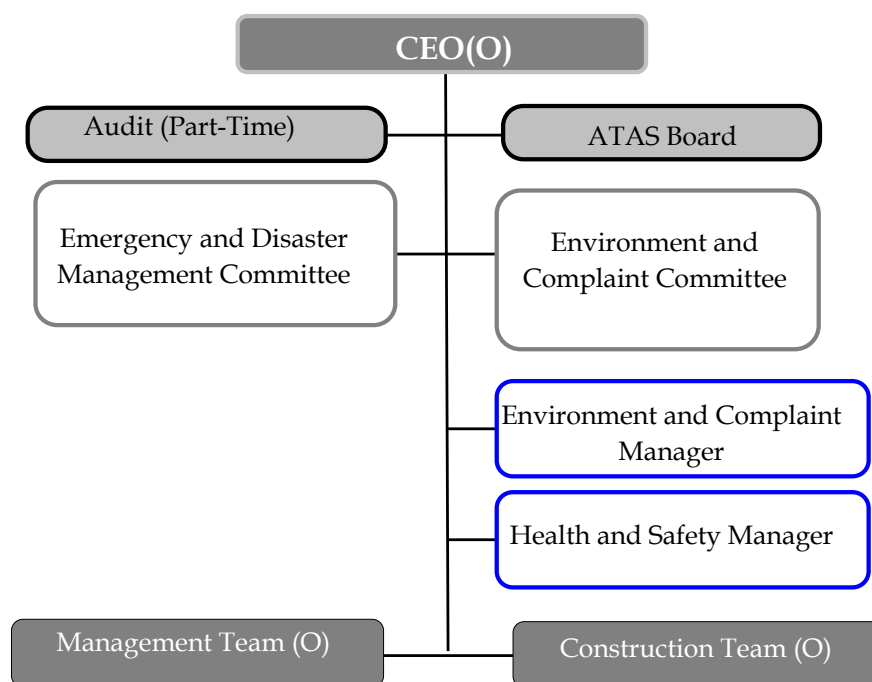 CEO(O)
Audit (Part-Time)
ATAS Board
Emergency and Disaster
Management Committee
Environment and
Complaint Committee
Environment and Complaint
Manager
Health and Safety Manager
Management Team (O)
Construction Team (O)